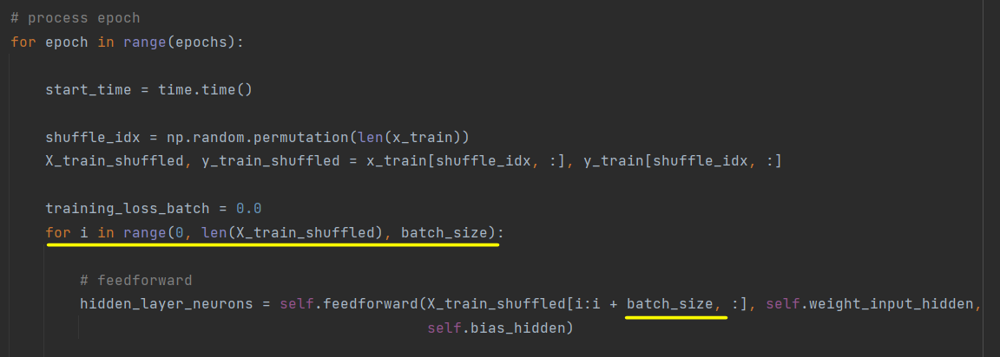 # process epoch
for epoch in range(epochs):
start_time = time.time()
shuffle_idx = np.random.permutation(len(x_train))
X_train_shuffled, y_train_shuffled = x_train[shuffle_idx, :], y_train[shuffle_idx, :]
training_loss_batch = 0.0
for i in range(0, len(X_train_shuffled), batch_size):
# feedforward
hidden_layer_neurons = self.feedforward(X_train_shuffled[i:i + batch_size, :], self.weight_input_hidden,
self.bias_hidden)